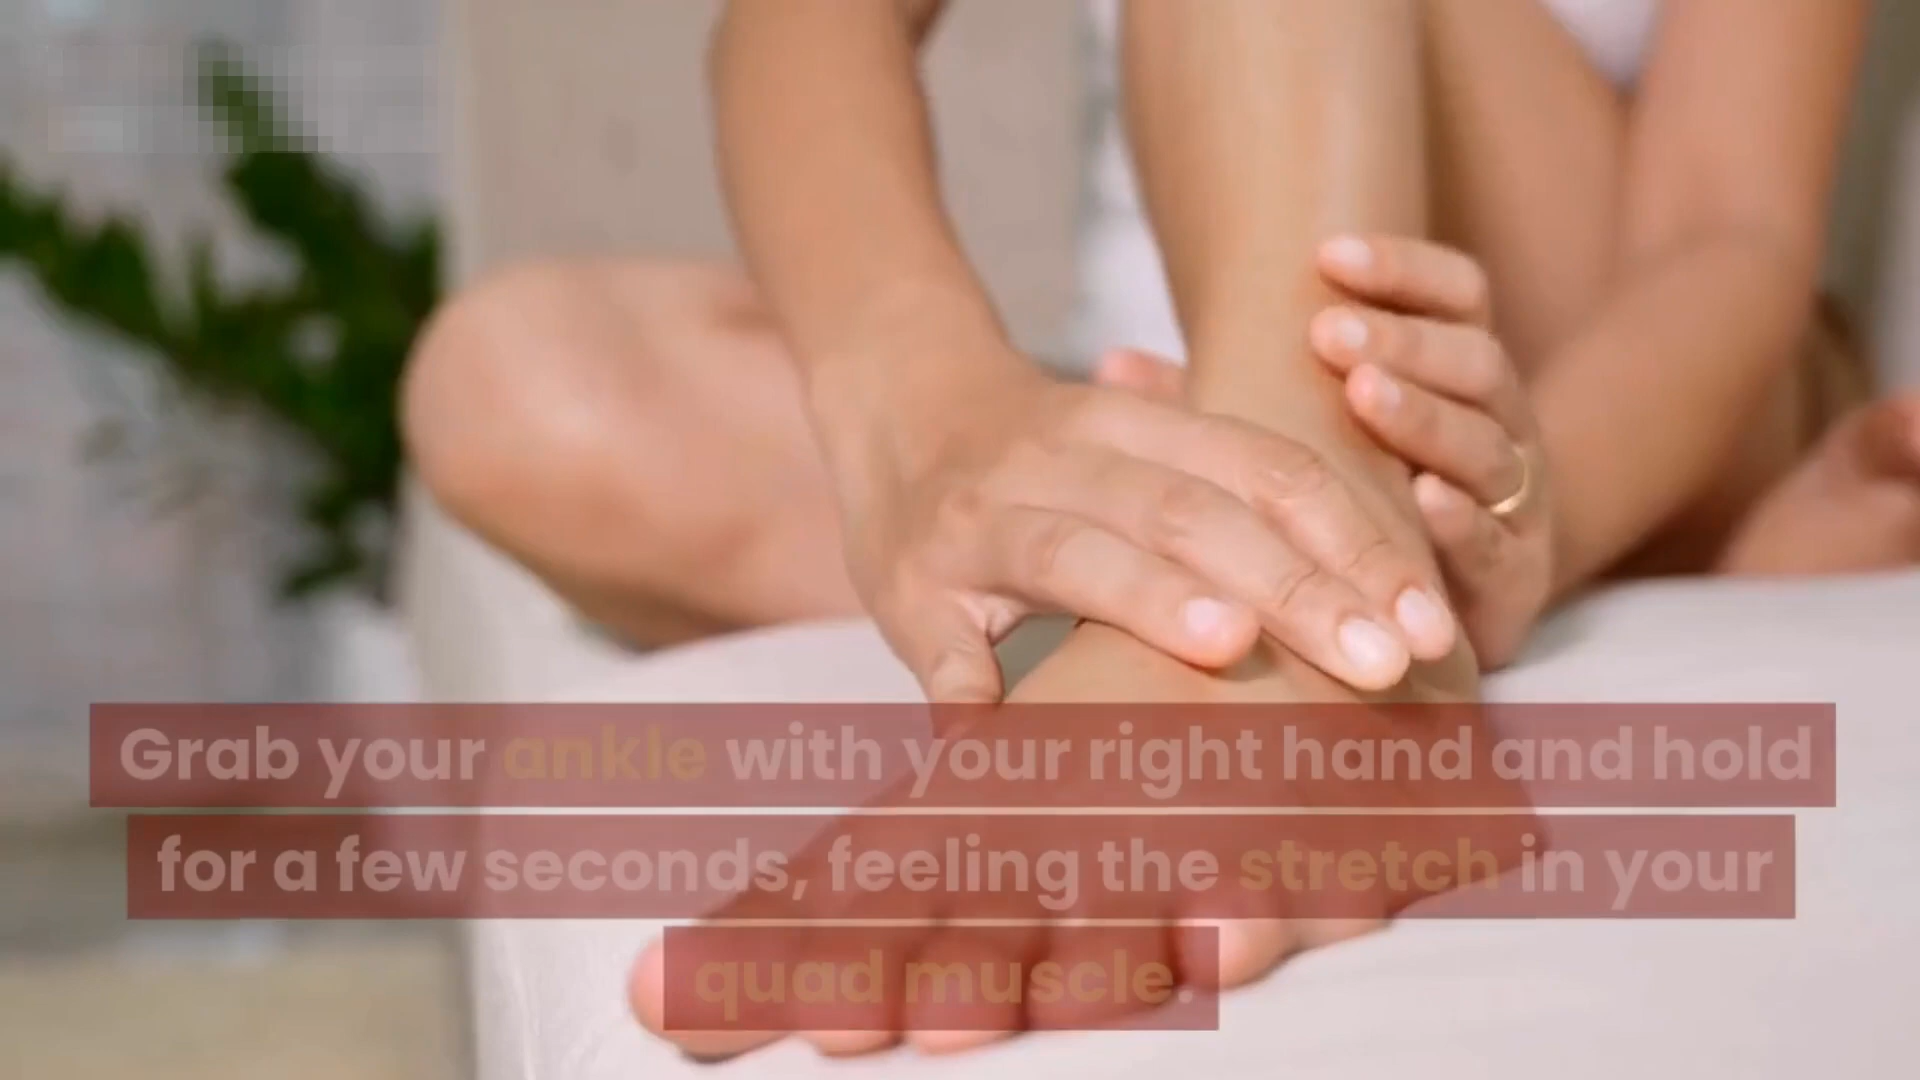 Grab your ankle with your right hand and hold
for a few seconds, feeling the stretch in your
quad muscle.